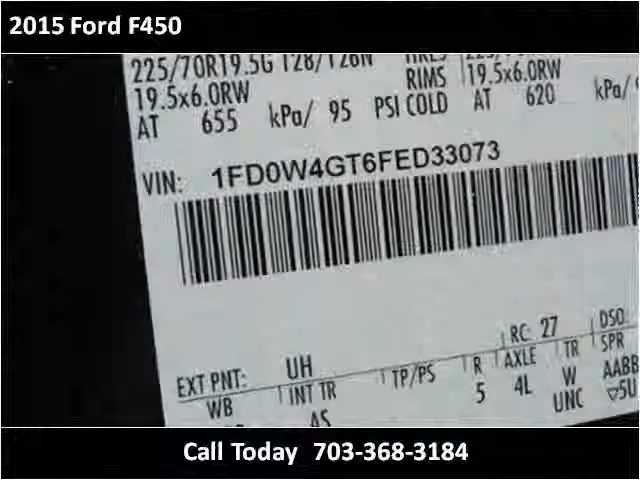 2015 Ford F450
225/70R19.5G 128/126N
RIMS 19.5x6.0RW
19.5x6.0RW
AT 655 kPa/ 95 PSI COLD AT 620 kPa/
VIN: 1FD0W4GT6FED33073
RC: 27 DSO
EXT PNT: UH
WB INT TR TP/PS R AXLE TR SPR
AS 5 4L W AABB
UNC 5U
Call Today 703-368-3184